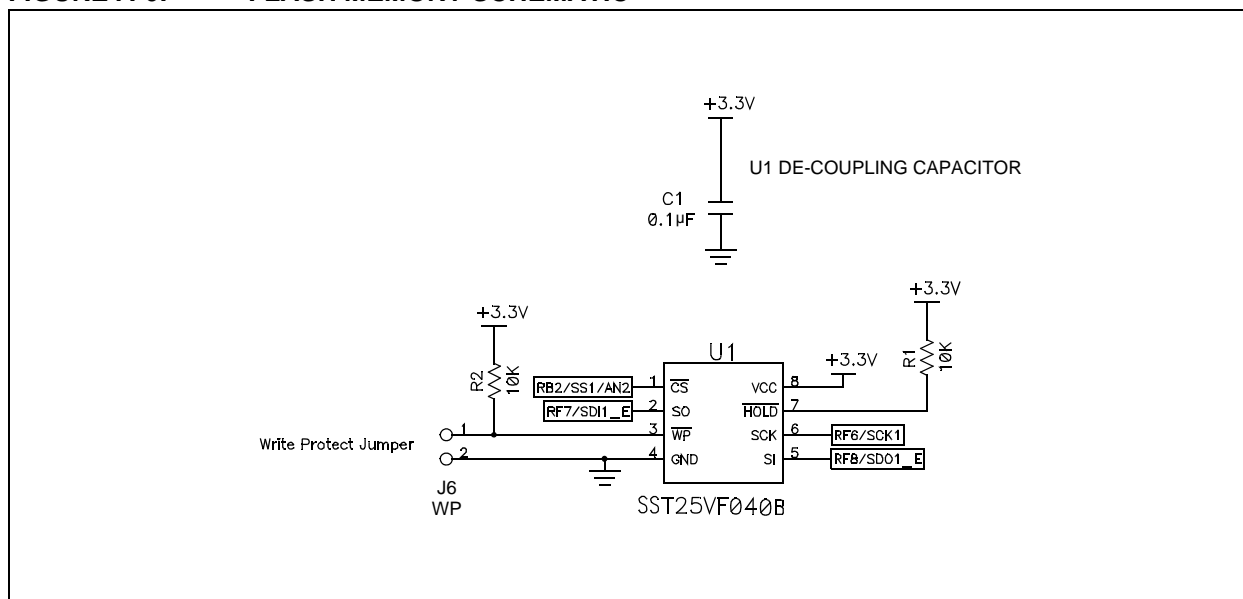 +3.3V
U1 DE-COUPLING CAPACITOR
C1
0.1µF
+3.3V
+3.3V
R2
10K
U1
+3.3V
R1
10K
RB2/SS1/AN2
1
CS
VCC
8
RF7/SDI1_E
2
SO
HOLD
7
Write Protect Jumper
1
3
WP
SCK
6
RF6/SCK1
2
4
GND
SI
5
RF8/SDO1_E
J6
WP
SST25VF040B